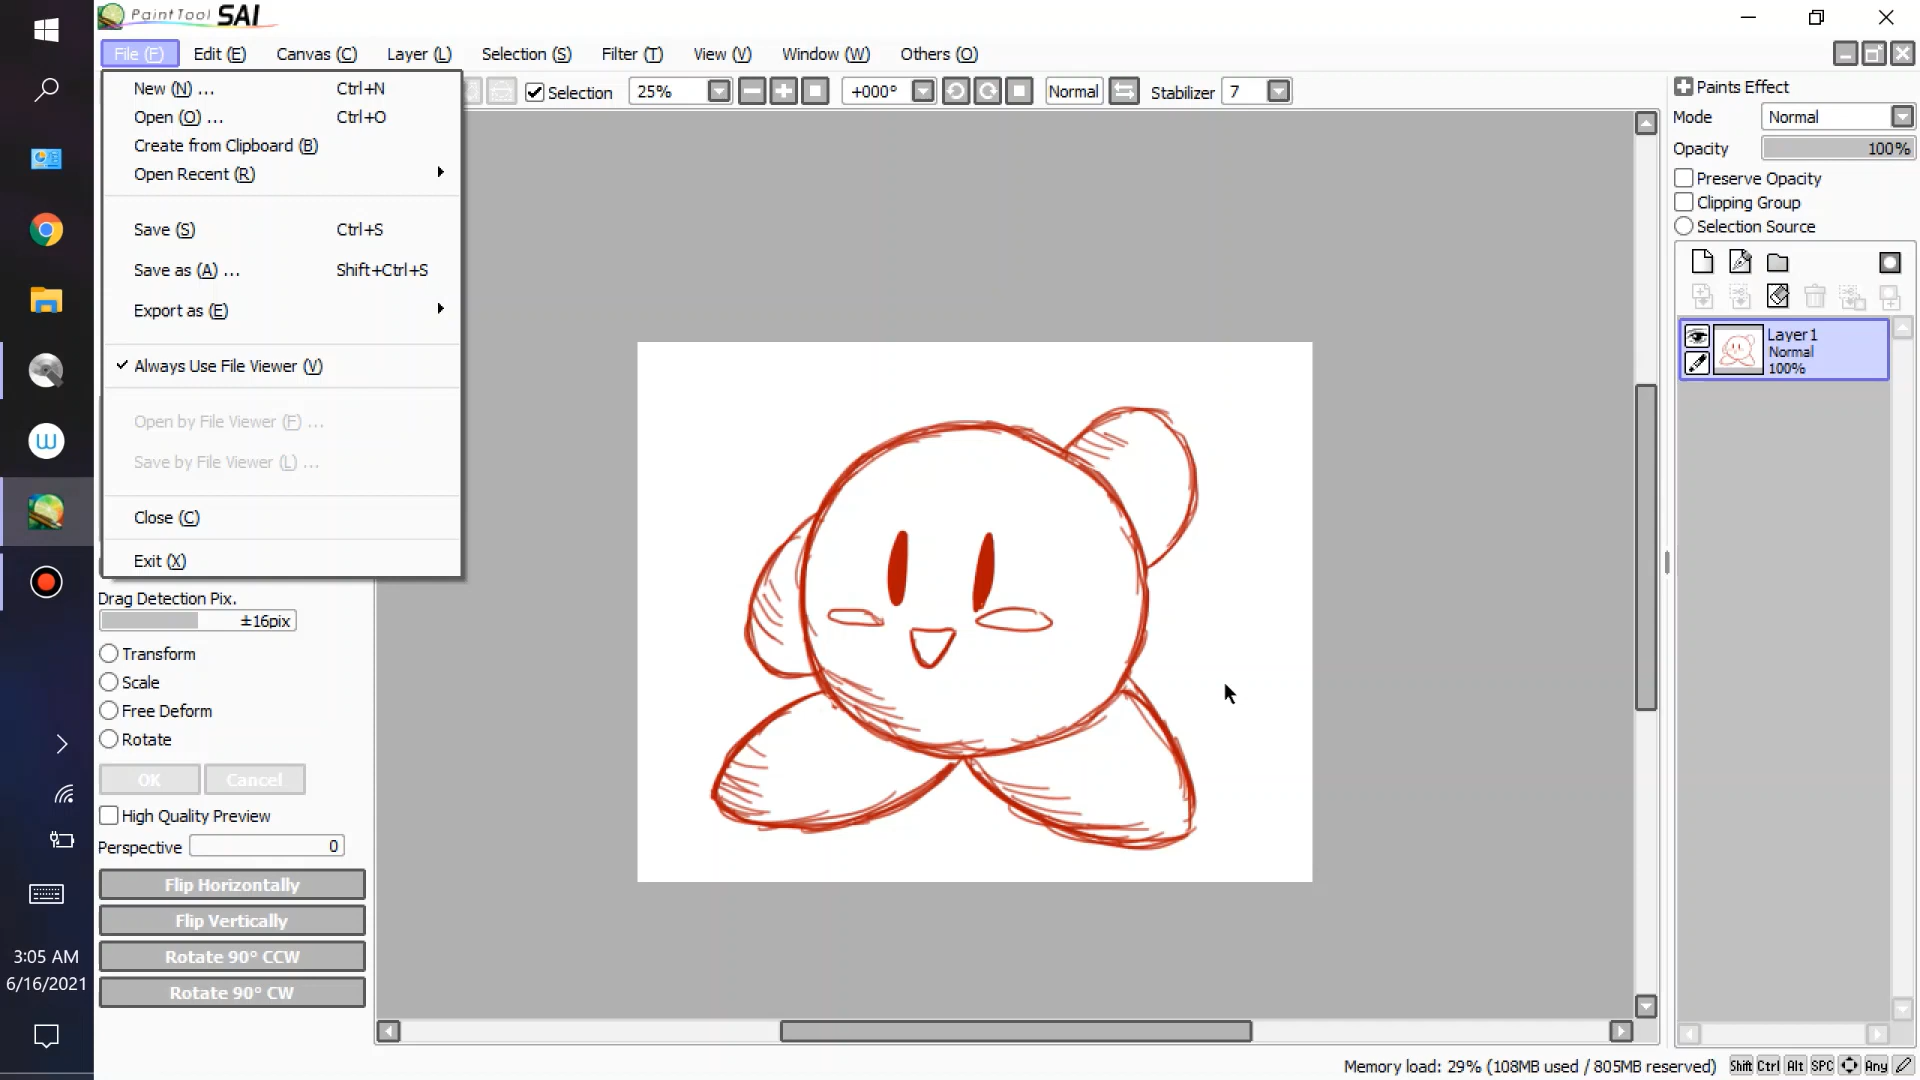 PaintTool SAI
File (F) Edit (E) Canvas (C) Layer (L) Selection (S) Filter (T) View (V) Window (W) Others (O)
New (N) ... Ctrl+N
Open (O) ... Ctrl+O
Create from Clipboard (B)
Open Recent (R)
Save (S) Ctrl+S
Save as (A) ... Shift+Ctrl+S
Export as (E)
Always Use File Viewer (V)
Open by File Viewer (F) ...
Save by File Viewer (L) ...
Close (C)
Exit (X)
Selection 25% +000° Normal Stabilizer 7
Drag Detection Pix.
±16pix
Transform
Scale
Free Deform
Rotate
OK Cancel
High Quality Preview
Perspective 0
Flip Horizontally
Flip Vertically
Rotate 90° CCW
Rotate 90° CW
Paints Effect
Mode Normal
Opacity 100%
Preserve Opacity
Clipping Group
Selection Source
Layer1
Normal
100%
3:05 AM
6/16/2021
Memory load: 29% (108MB used / 805MB reserved) Shift Ctrl Alt SPC Any